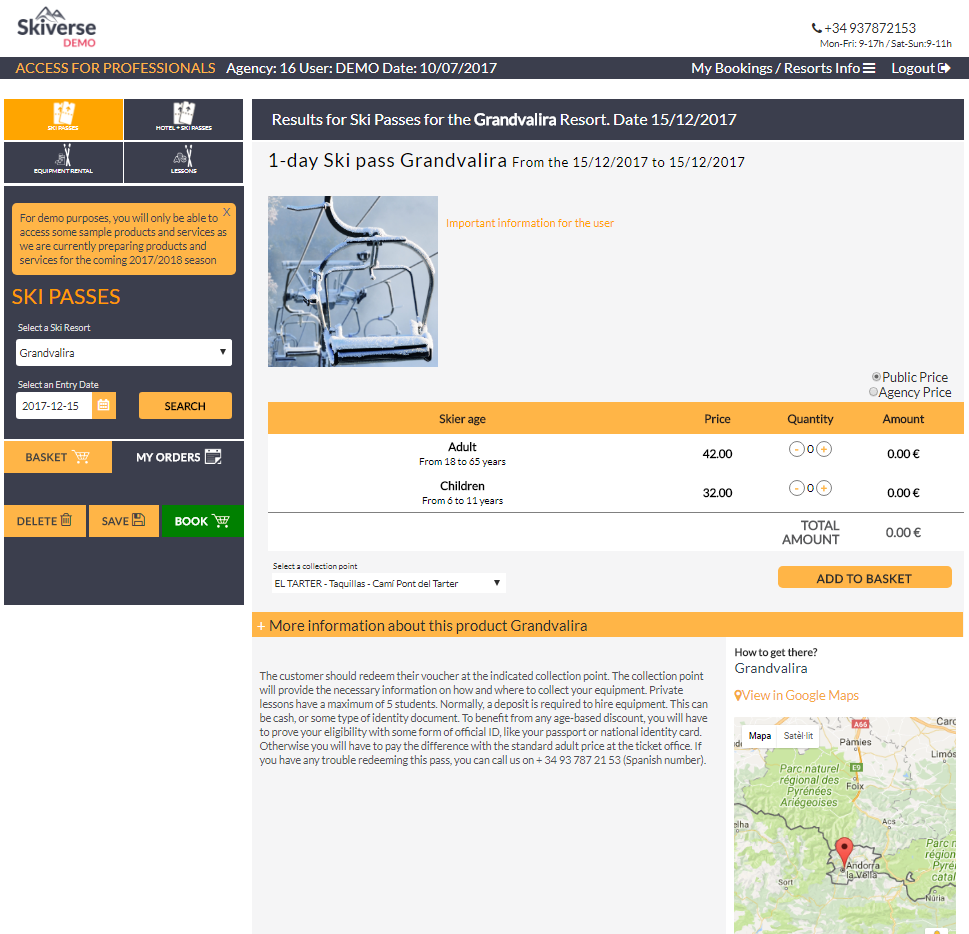 Skiverse
DEMO
+34 937872153
Mon-Fri: 9-17h / Sat-Sun:9-11h
ACCESS FOR PROFESSIONALS Agency: 16 User: DEMO Date: 10/07/2017
My Bookings / Resorts Info Logout
SKI PASSES
HOTEL + SKI PASSES
EQUIPMENT RENTAL
LESSONS
X
For demo purposes, you will only be able to
access some sample products and services as
we are currently preparing products and
services for the coming 2017/2018 season
SKI PASSES
Select a Ski Resort
Grandvalira
Select an Entry Date
2017-12-15
SEARCH
BASKET
MY ORDERS
DELETE
SAVE
BOOK
Results for Ski Passes for the Grandvalira Resort. Date 15/12/2017
1-day Ski pass Grandvalira From the 15/12/2017 to 15/12/2017
Important information for the user
Public Price
Agency Price
Skier age Price Quantity Amount
Adult
From 18 to 65 years
42.00 - 0 + 0.00 €
Children
From 6 to 11 years
32.00 - 0 + 0.00 €
TOTAL
AMOUNT
0.00 €
Select a collection point
EL TARTER - Taquillas - Camí Pont del Tarter
ADD TO BASKET
+ More information about this product Grandvalira
The customer should redeem their voucher at the indicated collection point. The collection point
will provide the necessary information on how and where to collect your equipment. Private
lessons have a maximum of 5 students. Normally, a deposit is required to hire equipment. This can
be cash, or some type of identity document. To benefit from any age-based discount, you will have
to prove your eligibility with some form of official ID, like your passport or national identity card.
Otherwise you will have to pay the difference with the standard adult price at the ticket office. If
you have any trouble redeeming this pass, you can call us on + 34 93 787 21 53 (Spanish number).
How to get there?
Grandvalira
View in Google Maps
Mapa Satèl·lit
A66
Carc
Pàmies
Limós
E9
Parc naturel
régional des
Pyrénées
Ariégeoises
Foix
Acs
elha
Parc n
région
Pyréi
catal
Andorra
la Vella
Sort
Núria